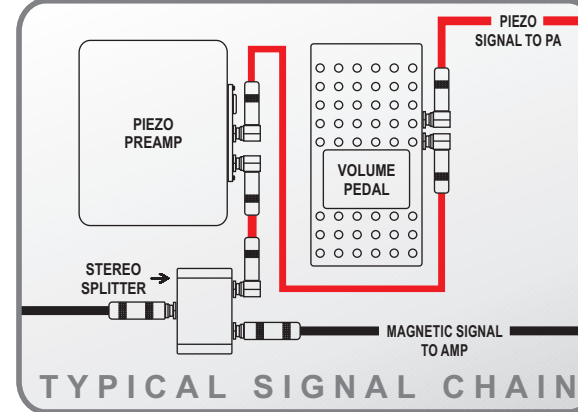 PIEZO
SIGNAL TO PA
PIEZO
PREAMP
VOLUME
PEDAL
STEREO
SPLITTER
MAGNETIC SIGNAL
TO AMP
TYPICAL SIGNAL CHAIN